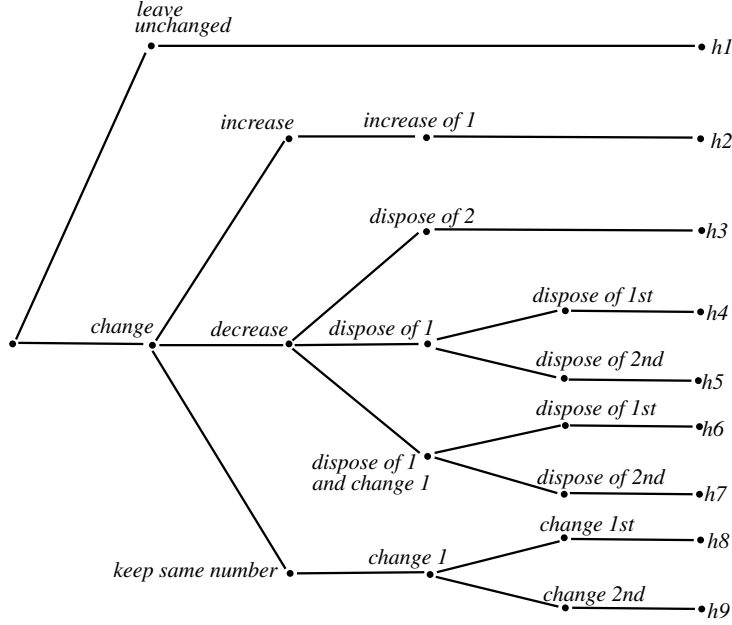 leave
unchanged
h1
increase
increase of 1
h2
dispose of 2
h3
change
decrease
dispose of 1
dispose of 1st
h4
dispose of 2nd
h5
dispose of 1
and change 1
dispose of 1st
h6
dispose of 2nd
h7
keep same number
change 1
change 1st
h8
change 2nd
h9